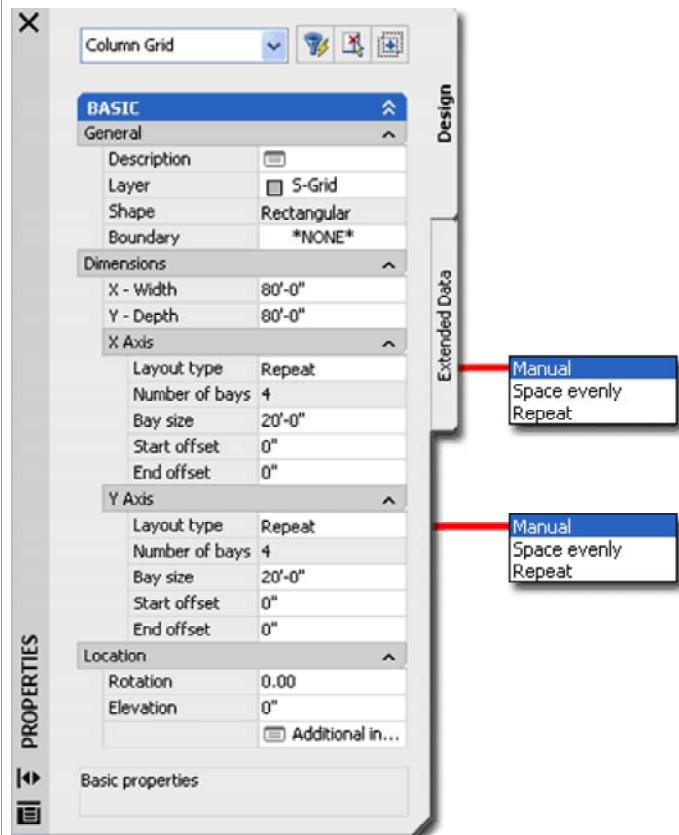 Column Grid
BASIC
General
Description
Layer S-Grid
Shape Rectangular
Boundary *NONE*
Dimensions
X - Width 80'-0"
Y - Depth 80'-0"
X Axis
Layout type Repeat
Number of bays 4
Bay size 20'-0"
Start offset 0"
End offset 0"
Y Axis
Layout type Repeat
Number of bays 4
Bay size 20'-0"
Start offset 0"
End offset 0"
Location
Rotation 0.00
Elevation 0"
Additional in...
Basic properties
PROPERTIES
Design
Extended Data
Manual
Space evenly
Repeat
Manual
Space evenly
Repeat